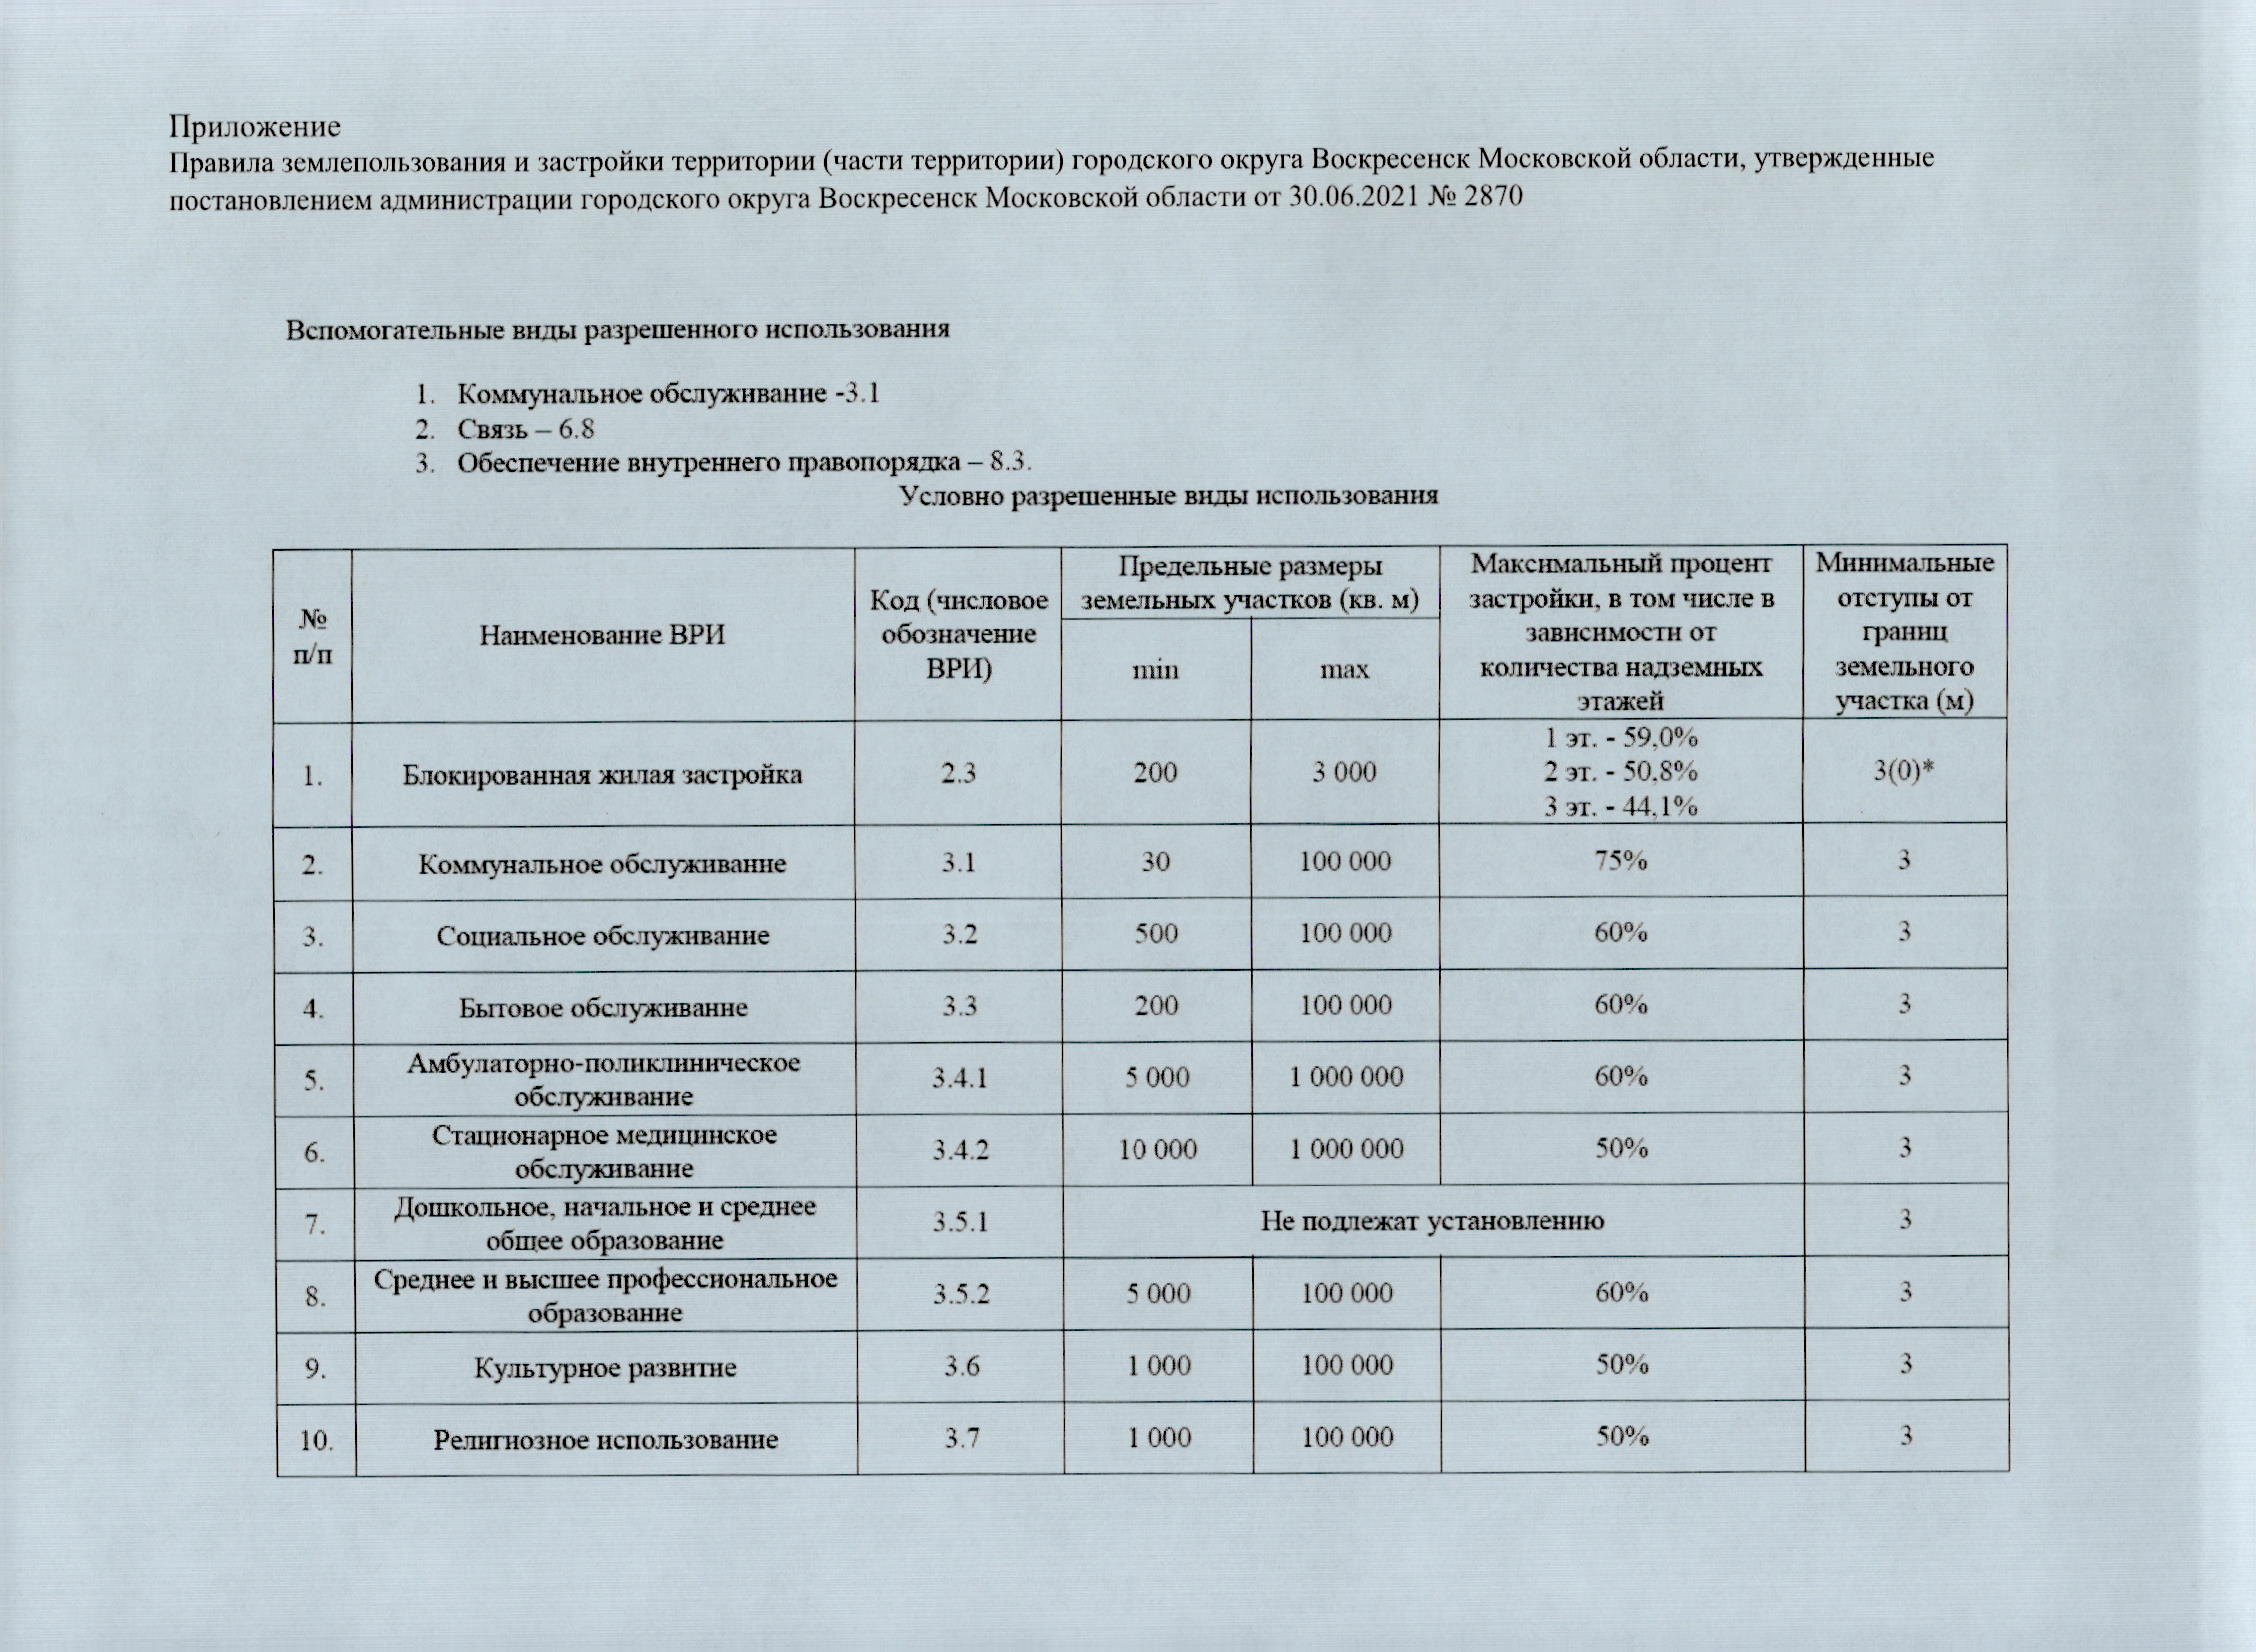 Приложение
Правила землепользования и застройки территории (части территории) городского округа Воскресенск Московской области, утвержденные
постановлением администрации городского округа Воскресенск Московской области от 30.06.2021 № 2870
Вспомогательные виды разрешенного использования
1. Коммунальное обслуживание -3.1
2. Связь – 6.8
3. Обеспечение внутреннего правопорядка – 8.3.
Условно разрешенные виды использования
№ п/п | Наименование ВРИ | Код (числовое обозначение ВРИ) | Предельные размеры земельных участков (кв. м) | Максимальный процент застройки, в том числе в зависимости от количества надземных этажей | Минимальные отступы от границ земельного участка (м)
min | max
1. | Блокированная жилая застройка | 2.3 | 200 | 3 000 | 1 эт. - 59,0% 2 эт. - 50,8% 3 эт. - 44,1% | 3(0)*
2. | Коммунальное обслуживание | 3.1 | 30 | 100 000 | 75% | 3
3. | Социальное обслуживание | 3.2 | 500 | 100 000 | 60% | 3
4. | Бытовое обслуживание | 3.3 | 200 | 100 000 | 60% | 3
5. | Амбулаторно-поликлиническое обслуживание | 3.4.1 | 5 000 | 1 000 000 | 60% | 3
6. | Стационарное медицинское обслуживание | 3.4.2 | 10 000 | 1 000 000 | 50% | 3
7. | Дошкольное, начальное и среднее общее образование | 3.5.1 | Не подлежат установлению | 3
8. | Среднее и высшее профессиональное образование | 3.5.2 | 5 000 | 100 000 | 60% | 3
9. | Культурное развитие | 3.6 | 1 000 | 100 000 | 50% | 3
10. | Религиозное использование | 3.7 | 1 000 | 100 000 | 50% | 3